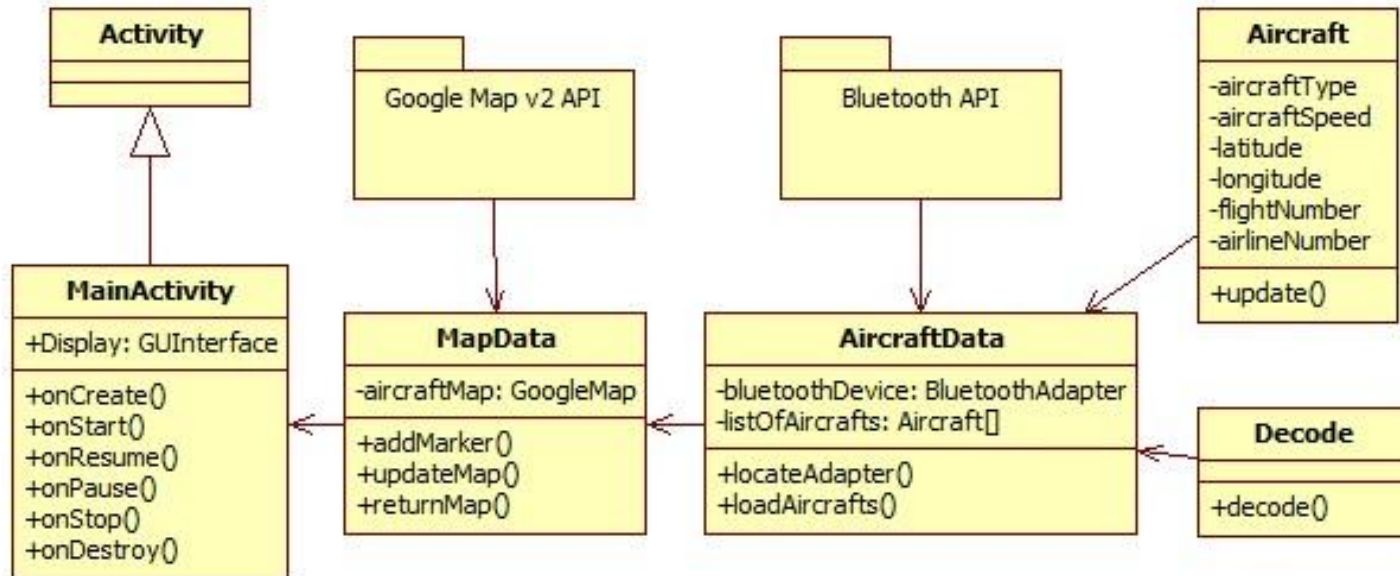 Activity
Google Map v2 API
Bluetooth API
Aircraft
-aircraftType
-aircraftSpeed
-latitude
-longitude
-flightNumber
-airlineNumber
+update()
MainActivity
+Display: GUInterface
+onCreate()
+onStart()
+onResume()
+onPause()
+onStop()
+onDestroy()
MapData
-aircraftMap: GoogleMap
+addMarker()
+updateMap()
+returnMap()
AircraftData
-bluetoothDevice: BluetoothAdapter
-listOfAircrafts: Aircraft[]
+locateAdapter()
+loadAircrafts()
Decode
+decode()